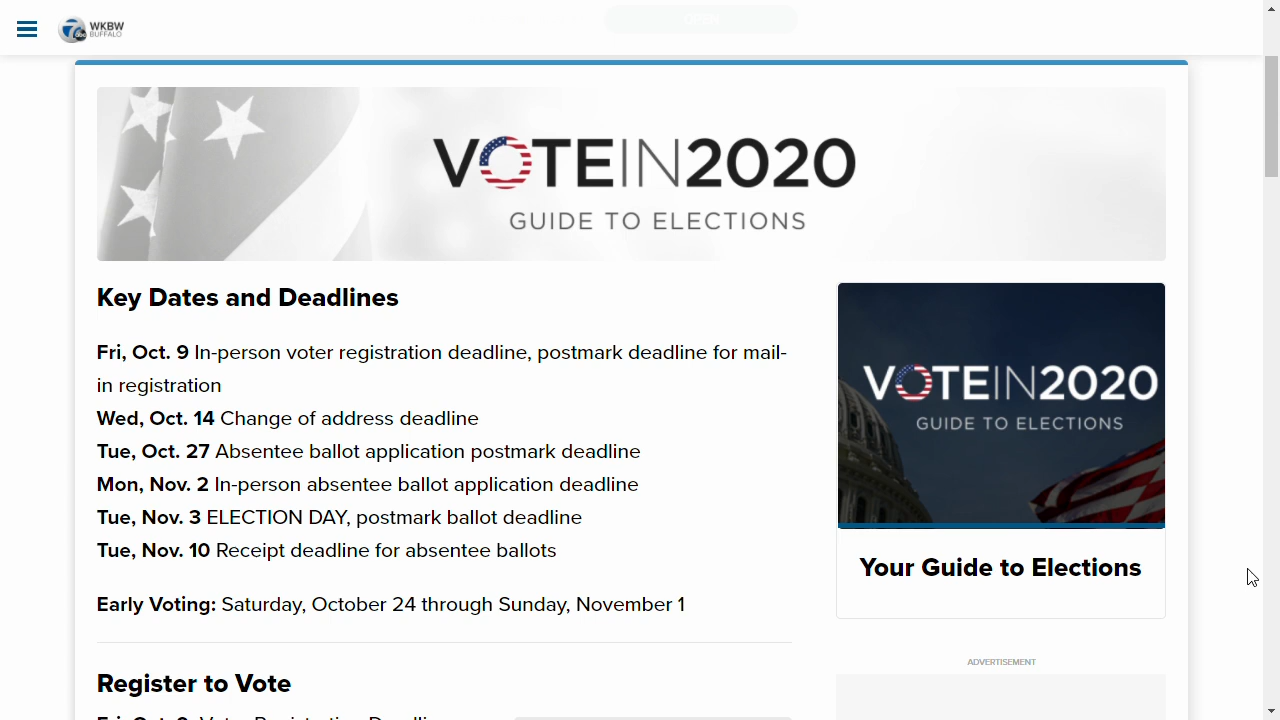 WKBW
BUFFALO
VOTEIN2020
GUIDE TO ELECTIONS
Key Dates and Deadlines
Fri, Oct. 9 In-person voter registration deadline, postmark deadline for mail-
in registration
Wed, Oct. 14 Change of address deadline
Tue, Oct. 27 Absentee ballot application postmark deadline
Mon, Nov. 2 In-person absentee ballot application deadline
Tue, Nov. 3 ELECTION DAY, postmark ballot deadline
Tue, Nov. 10 Receipt deadline for absentee ballots
Early Voting: Saturday, October 24 through Sunday, November 1
VOTEIN2020
GUIDE TO ELECTIONS
Your Guide to Elections
ADVERTISEMENT
Register to Vote